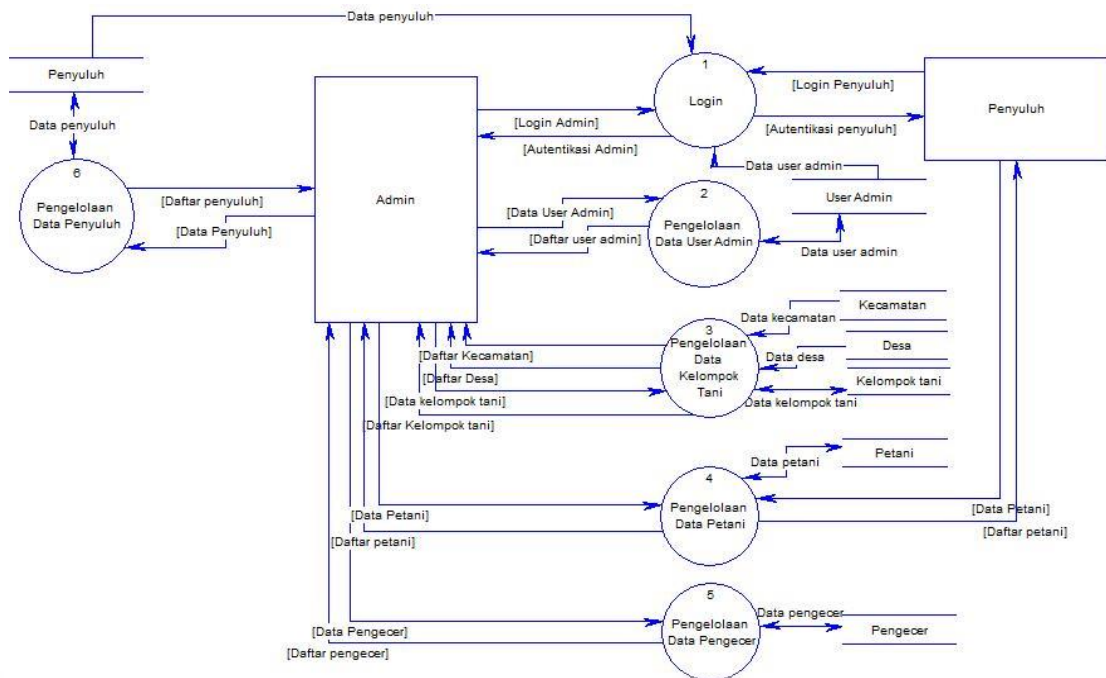 Data penyuluh
Penyuluh
Data penyuluh
6
Pengelolaan
Data Penyuluh
[Daftar penyuluh]
[Data Penyuluh]
Admin
1
Login
[Login Admin]
[Autentikasi Admin]
[Login Penyuluh]
[Autentikasi penyuluh]
Penyuluh
Data user admin
2
Pengelolaan
Data User Admin
[Data User Admin]
[Daftar user admin]
User Admin
Data user admin
3
Pengelolaan
Data
Kelompok
Tani
[Daftar Kecamatan]
[Daftar Desa]
[Data kelompok tani]
[Daftar Kelompok tani]
Data kecamatan
Kecamatan
Data desa
Desa
Kelompok tani
Data kelompok tani
4
Pengelolaan
Data Petani
Data petani
Petani
[Data Petani]
[Daftar petani]
[Data Petani]
[Daftar petani]
5
Pengelolaan
Data Pengecer
Data pengecer
Pengecer
[Data Pengecer]
[Daftar pengecer]